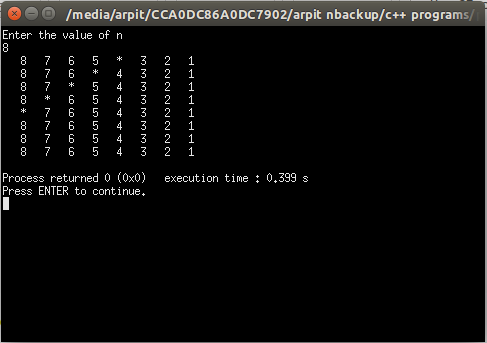 /media/arpit/CCA0DC86A0DC7902/arpit nbackup/c++ programs/
Enter the value of n
8
8 7 6 5 * 3 2 1
8 7 6 * 4 3 2 1
8 7 * 5 4 3 2 1
8 * 6 5 4 3 2 1
* 7 6 5 4 3 2 1
8 7 6 5 4 3 2 1
8 7 6 5 4 3 2 1
8 7 6 5 4 3 2 1
Process returned 0 (0x0) execution time : 0.399 s
Press ENTER to continue.